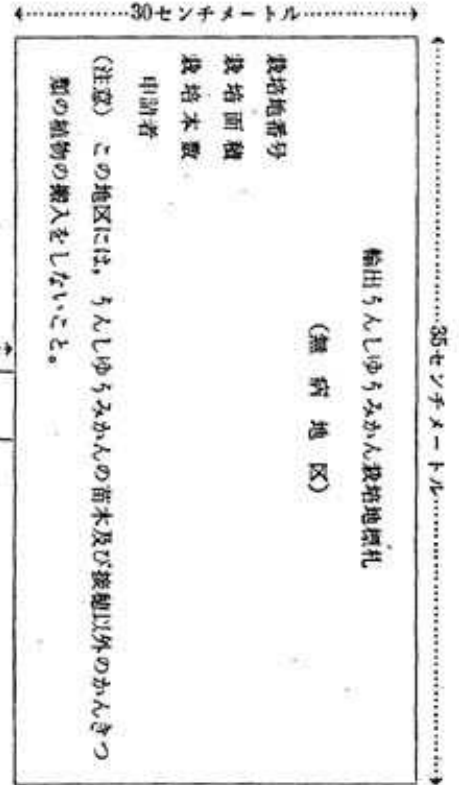 30センチメートル
35センチメートル
輸出うんしゆうみかん栽培地標札
(無病地区)
栽培地番号
栽培面積
栽培本数
申請者
(注意) この地区には、うんしゆうみかんの苗木及び接穂以外のかんきつ
類の植物の搬入をしないこと。